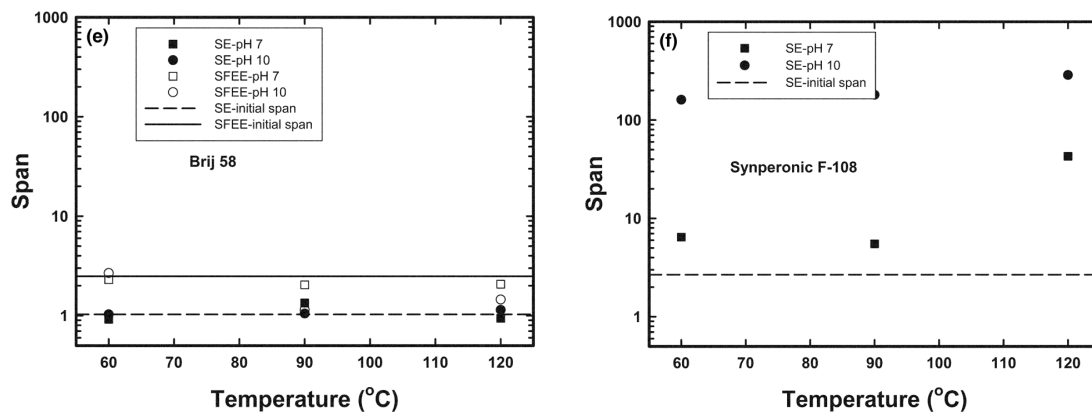 (e)
1000
100
10
1
Span
SE-pH 7
SE-pH 10
SFEE-pH 7
SFEE-pH 10
SE-initial span
SFEE-initial span
Brij 58
60 70 80 90 100 110 120
Temperature (°C)
(f)
1000
100
10
1
Span
SE-pH 7
SE-pH 10
SE-initial span
Synperonic F-108
60 70 80 90 100 110 120
Temperature (°C)